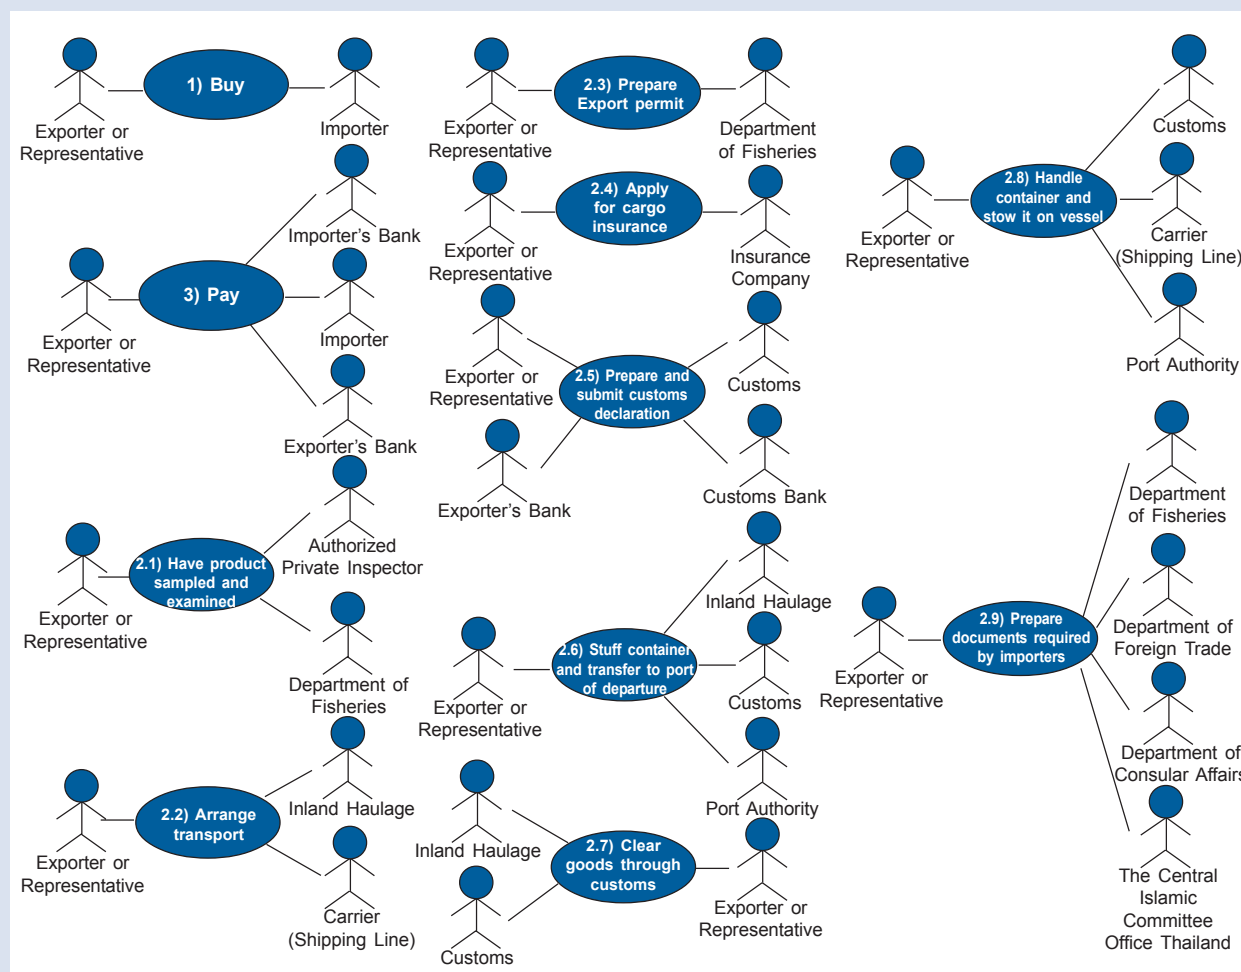 1) Buy
Exporter or
Representative
Importer
Importer's Bank
3) Pay
Exporter or
Representative
Importer
Exporter's Bank
Authorized
Private Inspector
2.1) Have product
sampled and
examined
Exporter or
Representative
Department of
Fisheries
Inland Haulage
2.2) Arrange
transport
Exporter or
Representative
Carrier
(Shipping Line)
2.3) Prepare
Export permit
Exporter or
Representative
Department
of Fisheries
2.4) Apply
for cargo
insurance
Exporter or
Representative
Insurance
Company
Exporter or
Representative
Customs
2.5) Prepare and
submit customs
declaration
Exporter's Bank
Customs Bank
Inland Haulage
2.6) Stuff container
and transfer to port
of departure
Exporter or
Representative
Customs
Port Authority
Inland Haulage
2.7) Clear
goods through
customs
Exporter or
Representative
Customs
Customs
2.8) Handle
container and
stow it on vessel
Exporter or
Representative
Carrier
(Shipping Line)
Port Authority
Department
of Fisheries
Department of
Foreign Trade
2.9) Prepare
documents required
by importers
Exporter or
Representative
Department of
Consular Affairs
The Central
Islamic
Committee
Office Thailand